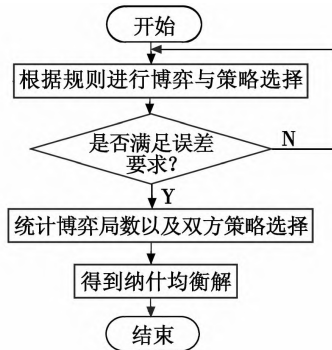 开始
根据规则进行博弈与策略选择
是否满足误差
要求?
N
Y
统计博弈局数以及双方策略选择
得到纳什均衡解
结束